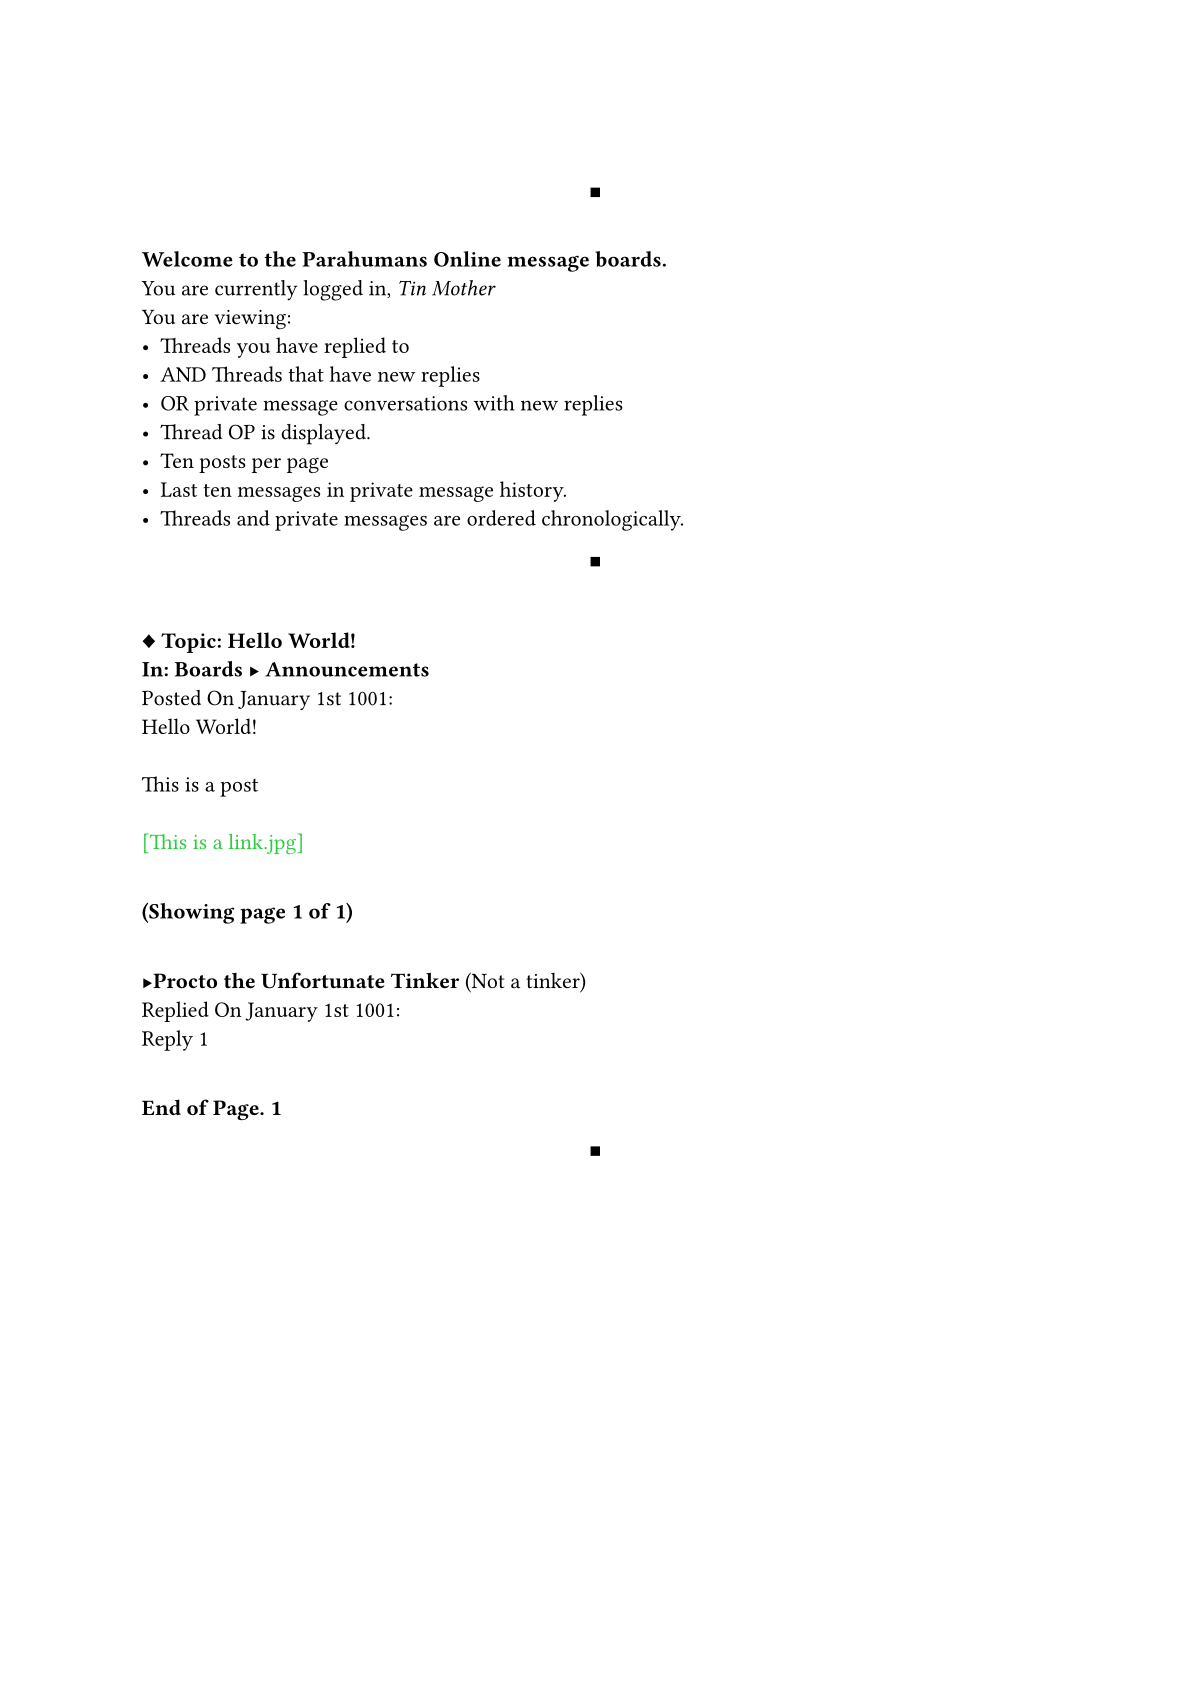 ■
Welcome to the Parahumans Online message boards.
You are currently logged in, Tin Mother
You are viewing:
• Threads you have replied to
• AND Threads that have new replies
• OR private message conversations with new replies
• Thread OP is displayed.
• Ten posts per page
• Last ten messages in private message history.
• Threads and private messages are ordered chronologically.
■
◆ Topic: Hello World!
In: Boards ▸ Announcements
Posted On January 1st 1001:
Hello World!
This is a post
[This is a link.jpg]
(Showing page 1 of 1)
▸Procto the Unfortunate Tinker (Not a tinker)
Replied On January 1st 1001:
Reply 1
End of Page. 1
■